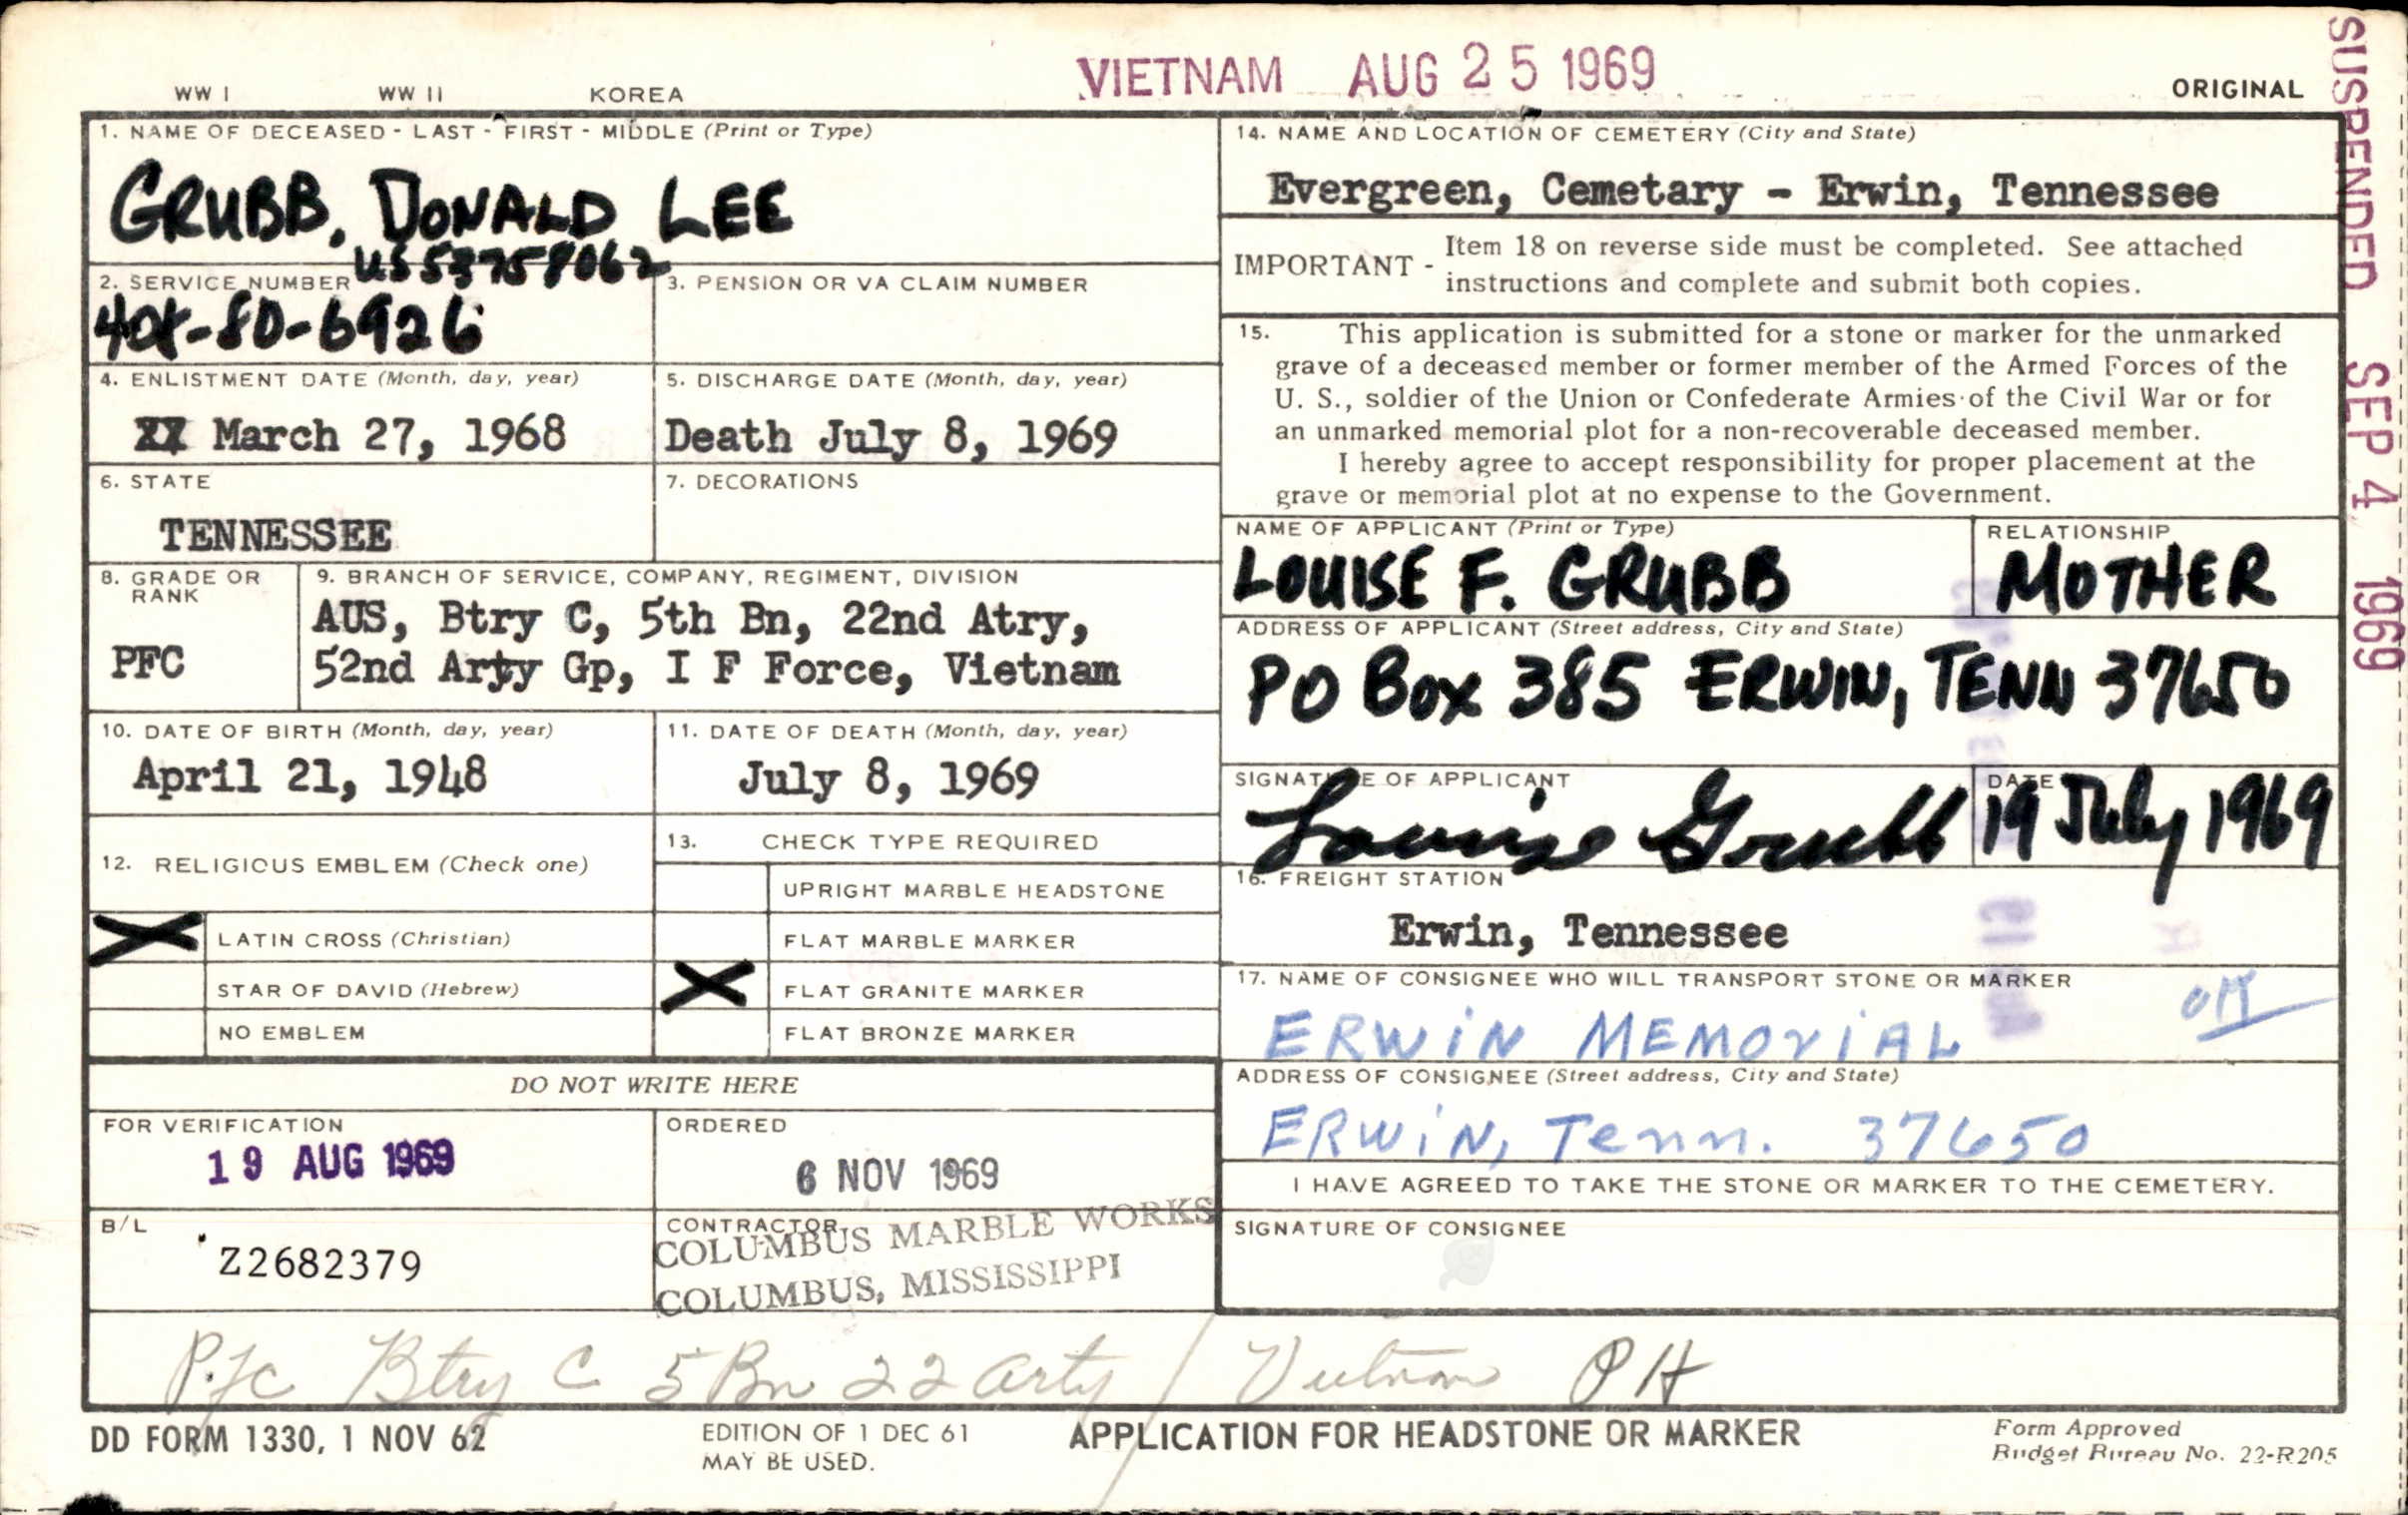 WW I WW II KOREA VIETNAM AUG 25 1969 ORIGINAL
SUSPENDED SEP 4 1969
1. NAME OF DECEASED - LAST - FIRST - MIDDLE (Print or Type)
GRUBB, DONALD LEE
US53758062
2. SERVICE NUMBER
80-6926
3. PENSION OR VA CLAIM NUMBER
4. ENLISTMENT DATE (Month, day, year)
March 27, 1968
5. DISCHARGE DATE (Month, day, year)
Death July 8, 1969
6. STATE
TENNESSEE
7. DECORATIONS
8. GRADE OR
RANK
PFC
9. BRANCH OF SERVICE, COMPANY, REGIMENT, DIVISION
AUS, Btry C, 5th Bn, 22nd Atry,
52nd Arty Gp, I F Force, Vietnam
10. DATE OF BIRTH (Month, day, year)
April 21, 1948
11. DATE OF DEATH (Month, day, year)
July 8, 1969
12. RELIGIOUS EMBLEM (Check one)
X LATIN CROSS (Christian)
STAR OF DAVID (Hebrew)
NO EMBLEM
13. CHECK TYPE REQUIRED
UPRIGHT MARBLE HEADSTONE
FLAT MARBLE MARKER
X FLAT GRANITE MARKER
FLAT BRONZE MARKER
DO NOT WRITE HERE
FOR VERIFICATION
19 AUG 1969
ORDERED
6 NOV 1969
B/L
Z2682379
CONTRACTOR
COLUMBUS MARBLE WORKS
COLUMBUS, MISSISSIPPI
14. NAME AND LOCATION OF CEMETERY (City and State)
Evergreen, Cemetary - Erwin, Tennessee
IMPORTANT - Item 18 on reverse side must be completed. See attached
instructions and complete and submit both copies.
15. This application is submitted for a stone or marker for the unmarked
grave of a deceased member or former member of the Armed Forces of the
U. S., soldier of the Union or Confederate Armies of the Civil War or for
an unmarked memorial plot for a non-recoverable deceased member.
I hereby agree to accept responsibility for proper placement at the
grave or memorial plot at no expense to the Government.
NAME OF APPLICANT (Print or Type)
LOUISE F. GRUBB
RELATIONSHIP
MOTHER
ADDRESS OF APPLICANT (Street address, City and State)
PO BOX 385 ERWIN, TENN 37650
SIGNATURE OF APPLICANT
Louise Grubb
DATE
19 July 1969
16. FREIGHT STATION
Erwin, Tennessee
17. NAME OF CONSIGNEE WHO WILL TRANSPORT STONE OR MARKER
ERWIN MEMORIAL OK
ADDRESS OF CONSIGNEE (Street address, City and State)
ERWIN, Tenn. 37650
I HAVE AGREED TO TAKE THE STONE OR MARKER TO THE CEMETERY.
SIGNATURE OF CONSIGNEE
Pfc Btry C 5 Bn 22 Arty / Vietnam PH
DD FORM 1330, 1 NOV 62
EDITION OF 1 DEC 61
MAY BE USED.
APPLICATION FOR HEADSTONE OR MARKER
Form Approved
Budget Bureau No. 22-R205